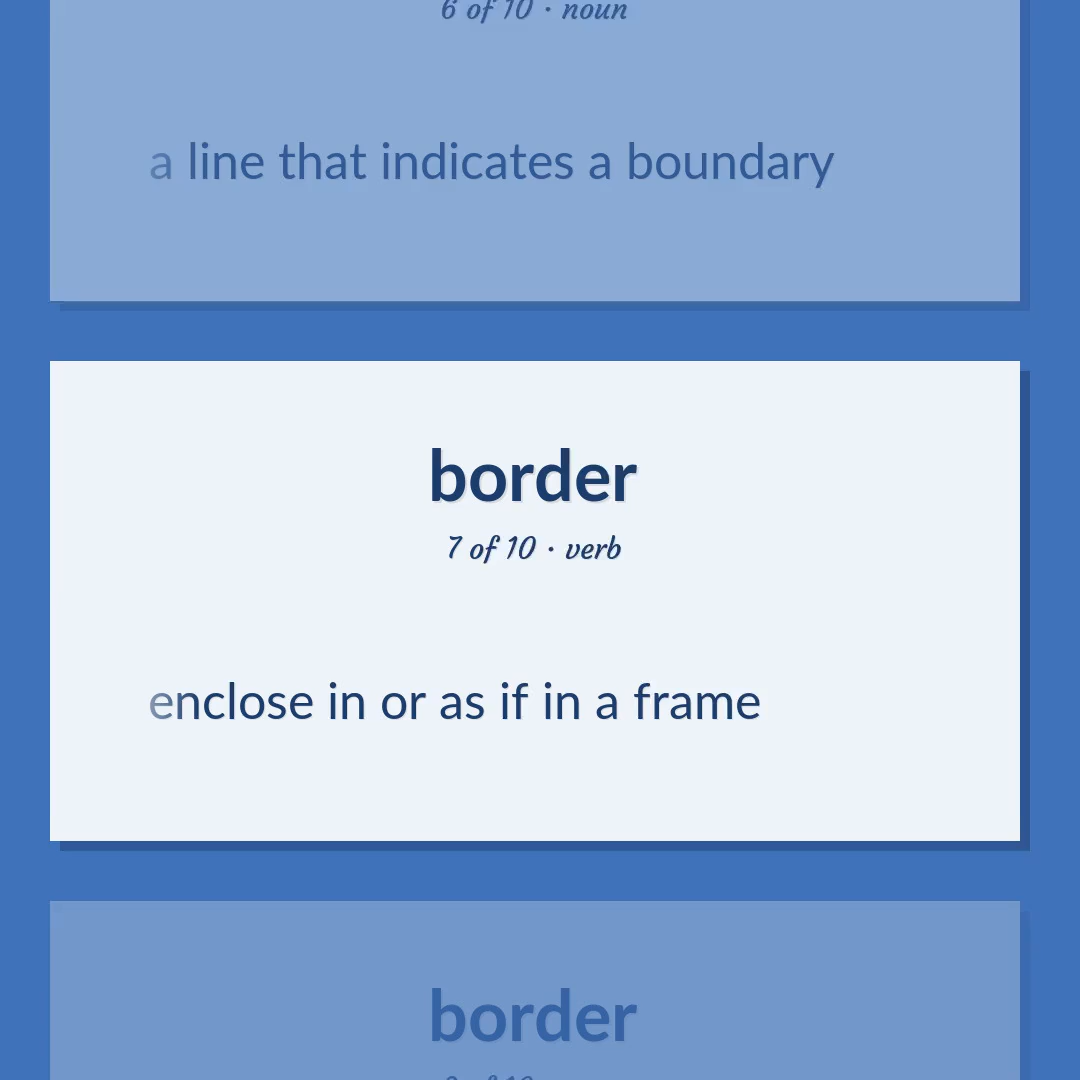 6 of 10 · noun
a line that indicates a boundary
border
7 of 10 · verb
enclose in or as if in a frame
border